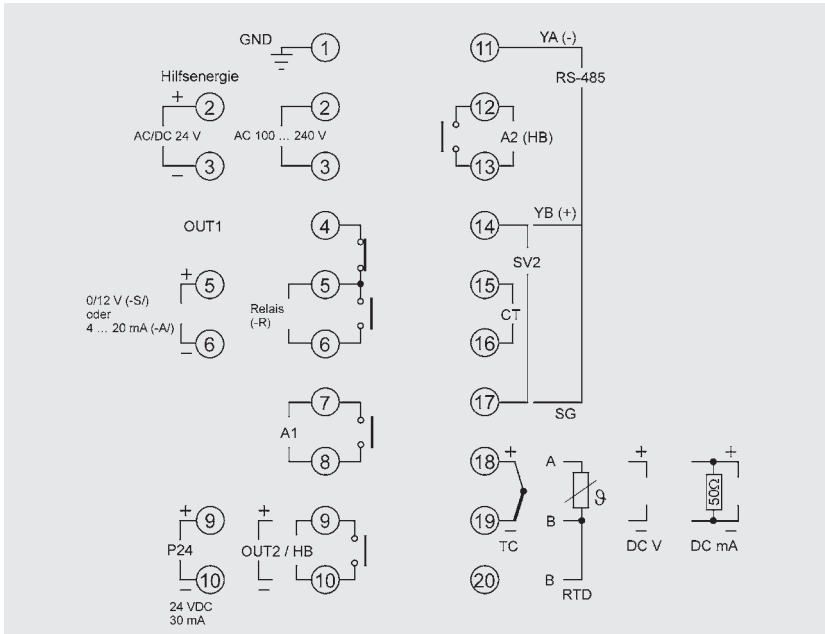 GND
1
11
YA (-)
RS-485
Hilfsenergie
+
2
2
12
AC/DC 24 V
AC 100 ... 240 V
A2 (HB)
3
3
13
–
OUT1
4
14
YB (+)
SV2
+
5
5
15
0/12 V (-S/)
oder
4 ... 20 mA (-A/)
Relais
(-R)
CT
–
6
6
16
7
17
SG
A1
8
18
+
A
+
+
50Ω
ϑ
+
9
+
9
19
–
B
–
–
P24
OUT2 / HB
TC
DC V
DC mA
–
10
–
10
20
B
RTD
24 VDC
30 mA